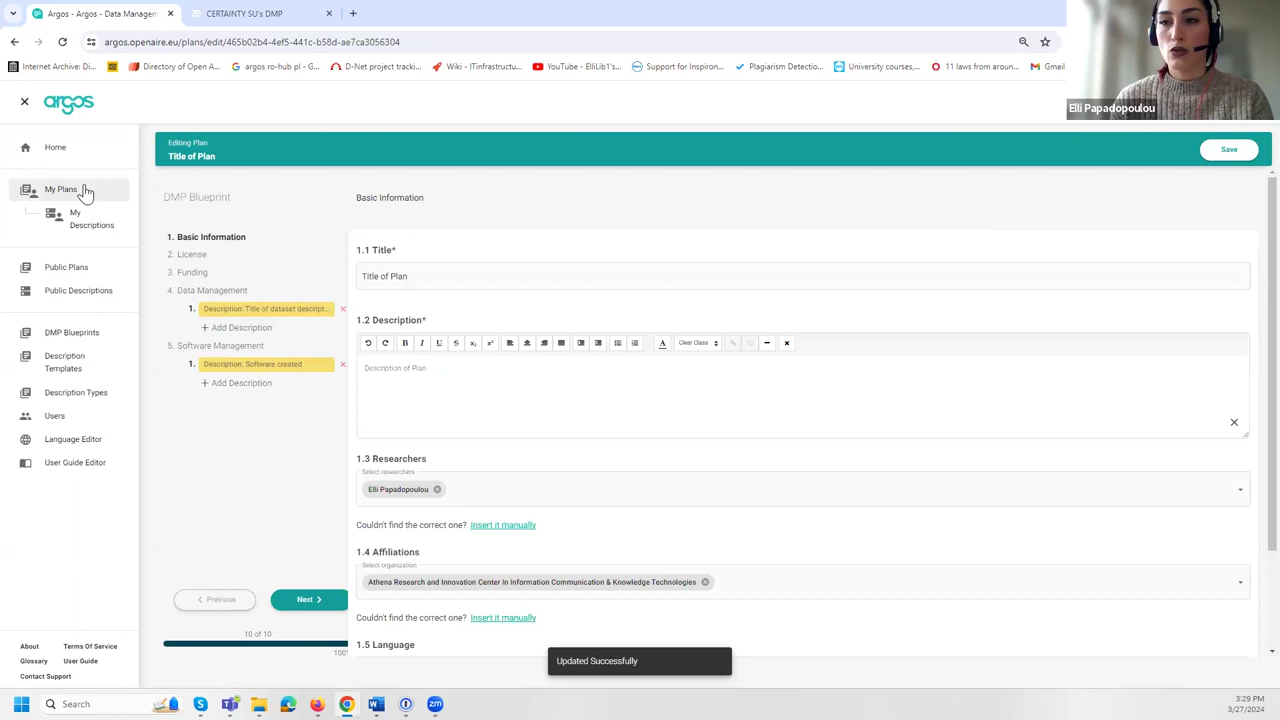 Argos - Argos - Data Managem
CERTAINTY SU's DMP
argos.openaire.eu/plans/edit/465b02b4-4ef5-441c-b58d-ae7ca3056304
Internet Archive: Di...
Directory of Open A...
argos ro-hub pl - G...
D-Net project tracki...
Wiki - ITinfrastructu...
YouTube - ElliLib1's...
Support for Inspiron...
Plagiarism Detectio...
University courses,...
11 laws from aroun...
Gmail
Elli Papadopoulou
argos
Home
My Plans
My
Descriptions
Public Plans
Public Descriptions
DMP Blueprints
Description
Templates
Description Types
Users
Language Editor
User Guide Editor
About
Terms Of Service
Glossary
User Guide
Contact Support
Editing Plan
Title of Plan
Save
DMP Blueprint
1. Basic Information
2. License
3. Funding
4. Data Management
1. Description: Title of dataset descript...
+ Add Description
5. Software Management
1. Description: Software created
+ Add Description
Previous
Next
10 of 10
100%
Basic Information
1.1 Title*
Title of Plan
1.2 Description*
B I U S x₂ x² A Clear Class
Description of Plan
1.3 Researchers
Select researchers
Elli Papadopoulou
Couldn't find the correct one? Insert it manually
1.4 Affiliations
Select organization
Athena Research and Innovation Center In Information Communication & Knowledge Technologies
Couldn't find the correct one? Insert it manually
1.5 Language
Updated Successfully
Search
3:29 PM
3/27/2024